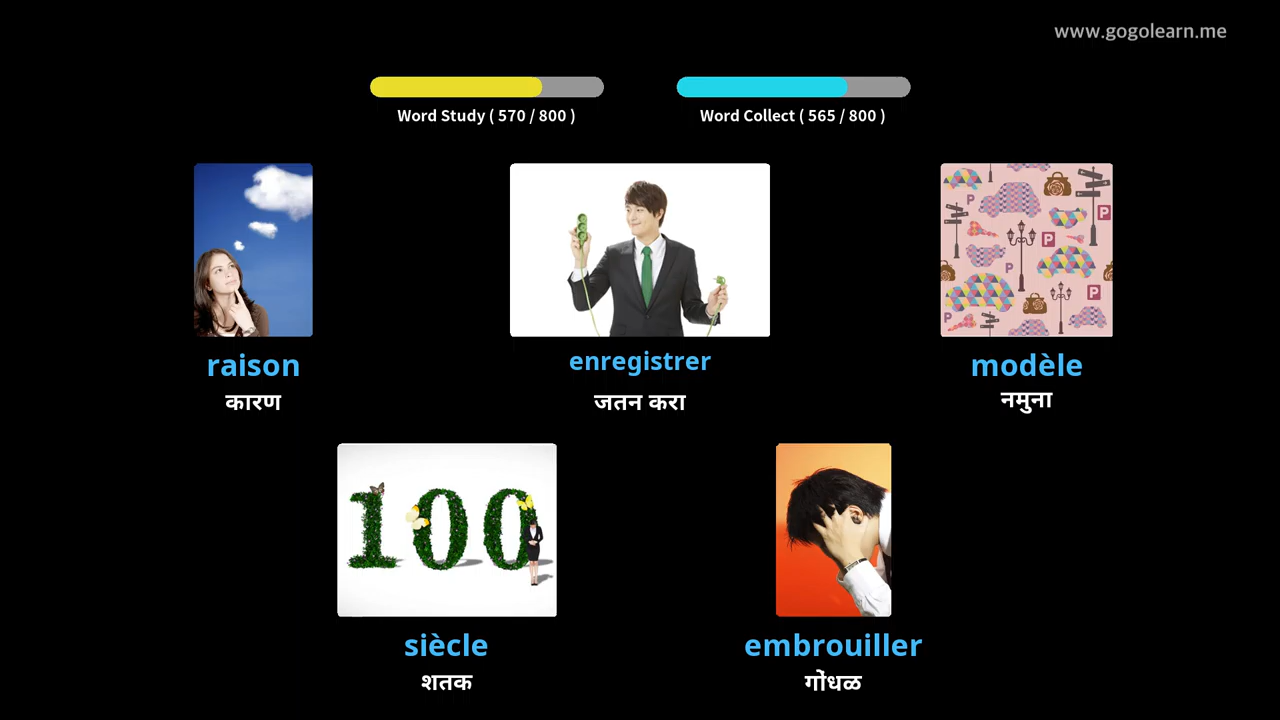 www.gogolearn.me
Word Study ( 570 / 800 )
Word Collect ( 565 / 800 )
P
P
P
P
P
P
raison
enregistrer
modèle
कारण
जतन करा
नमुना
100
siècle
embrouiller
शतक
गोंधळ